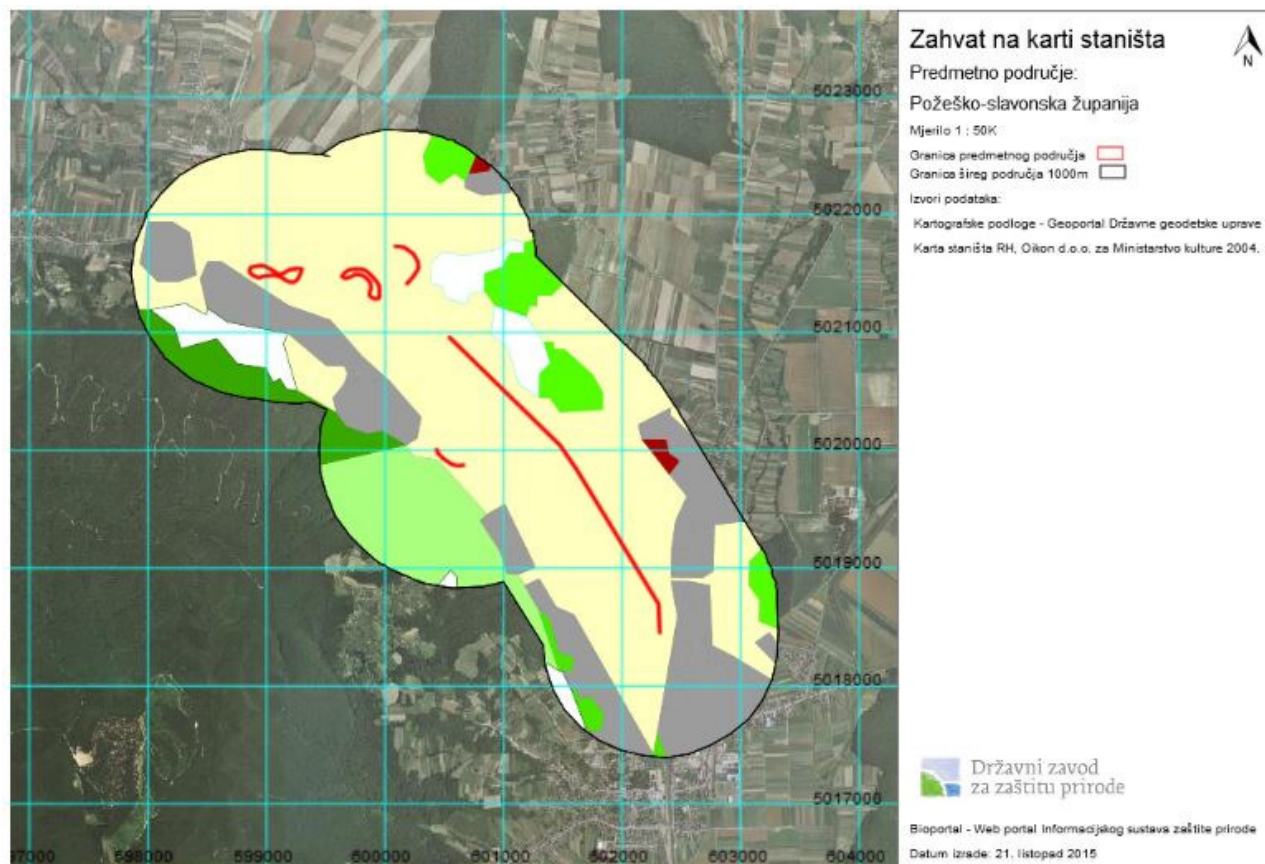 Zahvat na karti staništa
N
Predmetno područje:
Požeško-slavonska županija
Mjerilo 1 : 50K
Granica predmetnog područja
Granica šireg područja 1000m
Izvori podataka:
Kartografske podloge - Geoportal Državne geodetske uprave
Karta staništa RH, Oikon d.o.o. za Ministarstvo kulture 2004.
5023000
5022000
5021000
5020000
5019000
5018000
5017000
597000 598000 599000 600000 601000 602000 603000 604000
Državni zavod
za zaštitu prirode
Bioportal - Web portal Informacijskog sustava zaštite prirode
Datum izrade: 21. listopad 2015